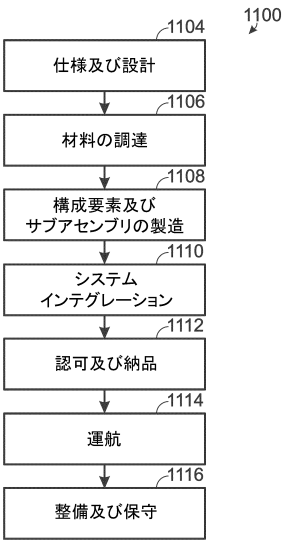 1100
1104
仕様及び設計
1106
材料の調達
1108
構成要素及び
サブアセンブリの製造
1110
システム
インテグレーション
1112
認可及び納品
1114
運航
1116
整備及び保守